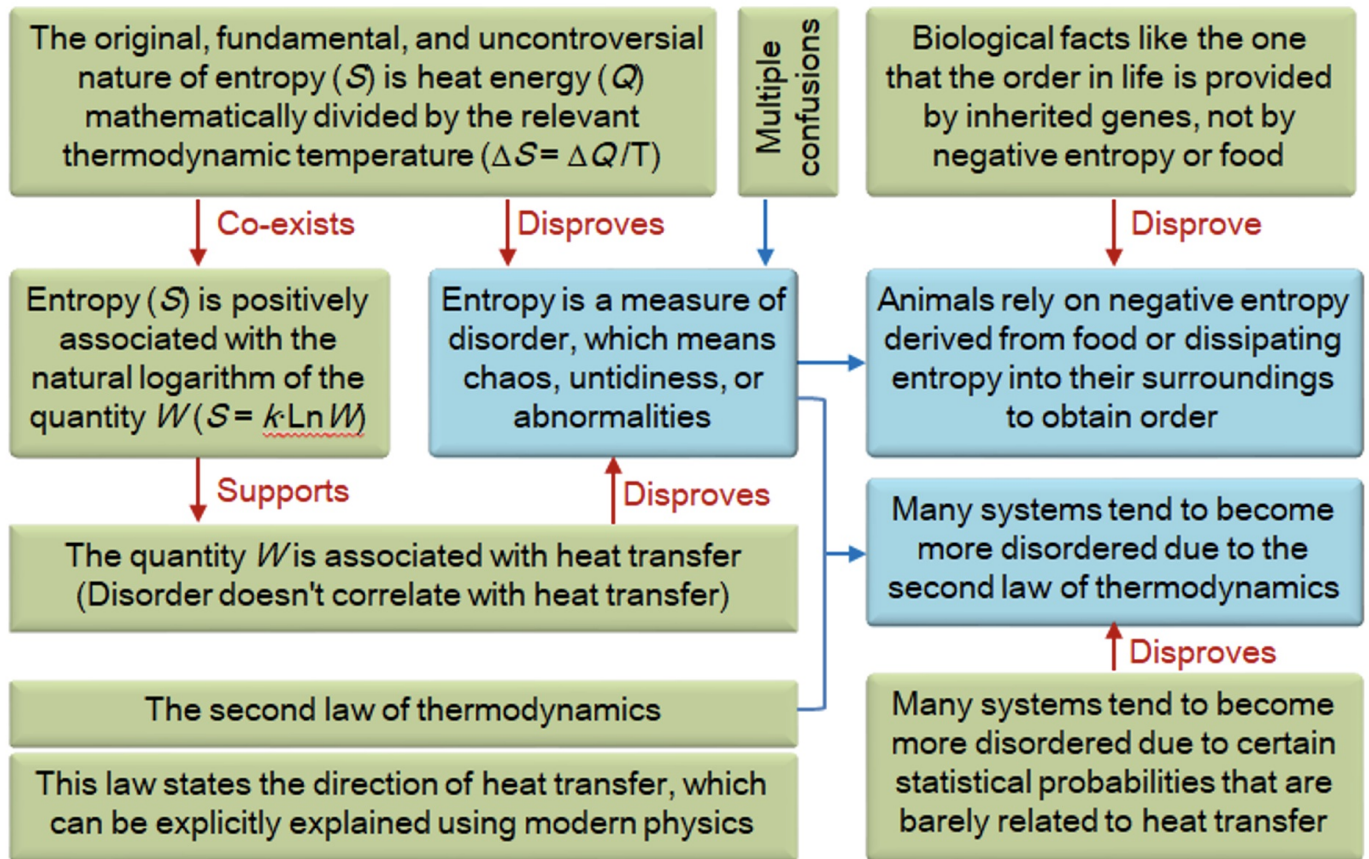 The original, fundamental, and uncontroversial
nature of entropy (S) is heat energy (Q)
mathematically divided by the relevant
thermodynamic temperature (ΔS = ΔQ/T)
Multiple
confusions
Biological facts like the one
that the order in life is provided
by inherited genes, not by
negative entropy or food
Co-exists
Disproves
Disprove
Entropy (S) is positively
associated with the
natural logarithm of the
quantity W (S = k·Ln W)
Entropy is a measure of
disorder, which means
chaos, untidiness, or
abnormalities
Animals rely on negative entropy
derived from food or dissipating
entropy into their surroundings
to obtain order
Supports
Disproves
The quantity W is associated with heat transfer
(Disorder doesn't correlate with heat transfer)
Many systems tend to become
more disordered due to the
second law of thermodynamics
Disproves
The second law of thermodynamics
This law states the direction of heat transfer, which
can be explicitly explained using modern physics
Many systems tend to become
more disordered due to certain
statistical probabilities that are
barely related to heat transfer